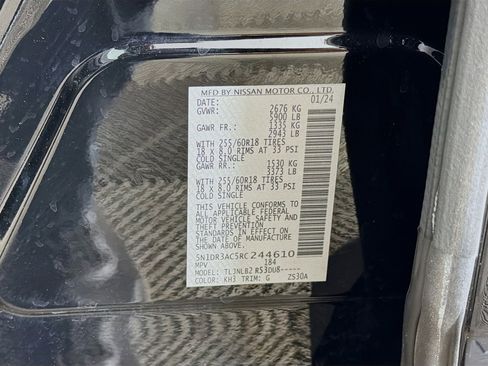 MFD BY NISSAN MOTOR CO., LTD.
DATE: 01/24
GVWR: 2676 KG
5900 LB
GAWR FR.: 1335 KG
2943 LB
WITH 255/60R18 TIRES
18 X 8.0 RIMS AT 33 PSI
COLD SINGLE
GAWR RR.: 1530 KG
3373 LB
WITH 255/60R18 TIRES
18 X 8.0 RIMS AT 33 PSI
COLD SINGLE
THIS VEHICLE CONFORMS TO
ALL APPLICABLE FEDERAL
MOTOR VEHICLE SAFETY AND
THEFT PREVENTION
STANDARDS IN EFFECT ON
THE DATE OF MANUFACTURE
SHOWN ABOVE.
5N1DR3AC5RC244610
MPV 184
MODEL: TLJNLB2 R53DU8-----
COLOR: KH3 TRIM: G ZS30A